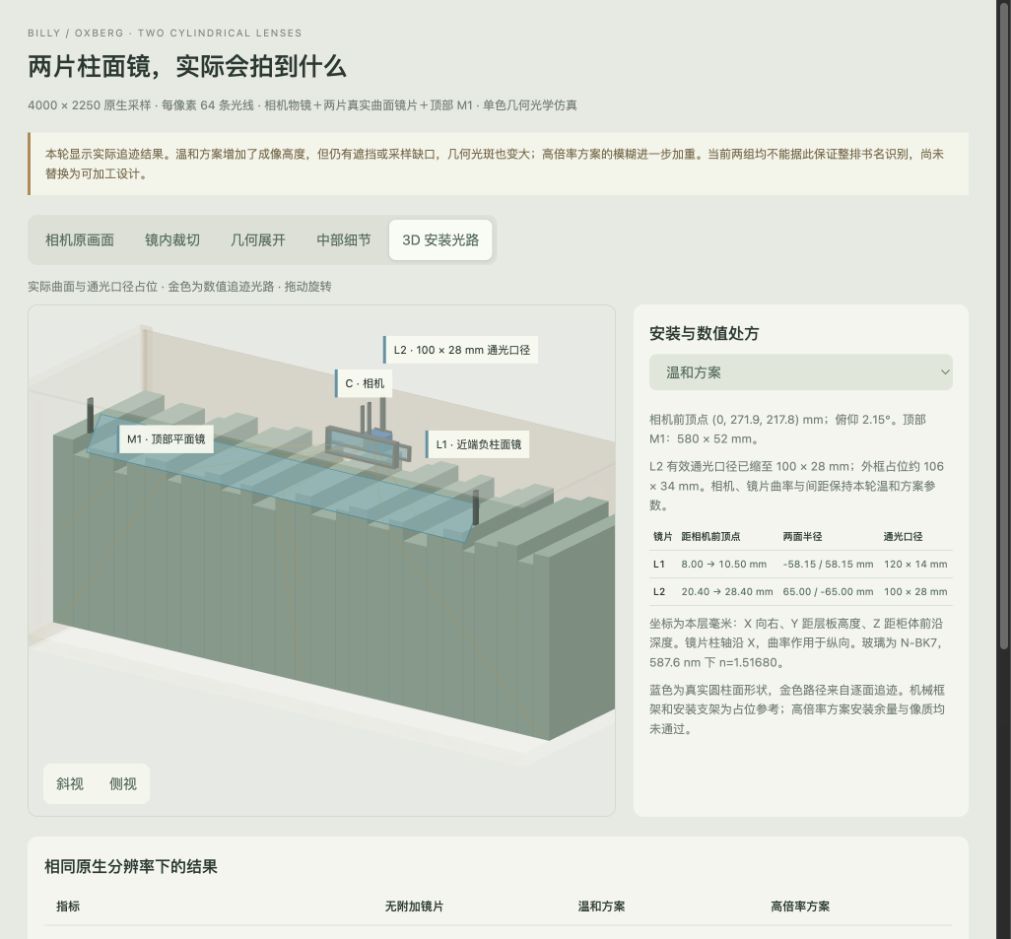 BILLY / OXBERG · TWO CYLINDRICAL LENSES
两片柱面镜，实际会拍到什么
4000 × 2250 原生采样 · 每像素 64 条光线 · 相机物镜＋两片真实曲面镜片＋顶部 M1 · 单色几何光学仿真
本轮显示实际追迹结果。温和方案增加了成像高度，但仍有遮挡或采样缺口，几何光斑也变大；高倍率方案的模糊进一步加重。当前两组均不能据此保证整排书名识别，尚未
替换为可加工设计。
相机原画面 镜内裁切 几何展开 中部细节 3D 安装光路
实际曲面与通光口径占位 · 金色为数值追迹光路 · 拖动旋转
L2 · 100 × 28 mm 通光口径
C · 相机
M1 · 顶部平面镜
L1 · 近端负柱面镜
斜视 侧视
安装与数值处方
温和方案
相机前顶点 (0, 271.9, 217.8) mm；俯仰 2.15°。顶部
M1：580 × 52 mm。
L2 有效通光口径已缩至 100 × 28 mm；外框占位约 106
× 34 mm。相机、镜片曲率与间距保持本轮温和方案参
数。
镜片 距相机前顶点 两面半径 通光口径
L1 8.00 → 10.50 mm -58.15 / 58.15 mm 120 × 14 mm
L2 20.40 → 28.40 mm 65.00 / -65.00 mm 100 × 28 mm
坐标为本层毫米：X 向右、Y 距层板高度、Z 距柜体前沿
深度。镜片柱轴沿 X，曲率作用于纵向。玻璃为 N-BK7，
587.6 nm 下 n=1.51680。
蓝色为真实圆柱面形状，金色路径来自逐面追迹。机械框
架和安装支架为占位参考；高倍率方案安装余量与像质均
未通过。
相同原生分辨率下的结果
指标 无附加镜片 温和方案 高倍率方案